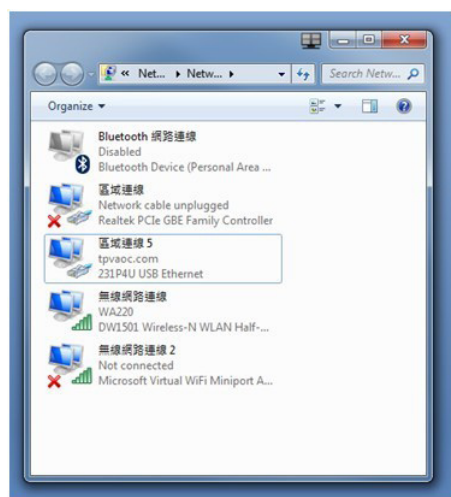 « Net... ▸ Netw... ▸
Search Netw...
Organize
Bluetooth 網路連線
Disabled
Bluetooth Device (Personal Area ...
區域連線
Network cable unplugged
Realtek PCIe GBE Family Controller
區域連線 5
tpvaoc.com
231P4U USB Ethernet
無線網路連線
WA220
DW1501 Wireless-N WLAN Half-...
無線網路連線 2
Not connected
Microsoft Virtual WiFi Miniport A...